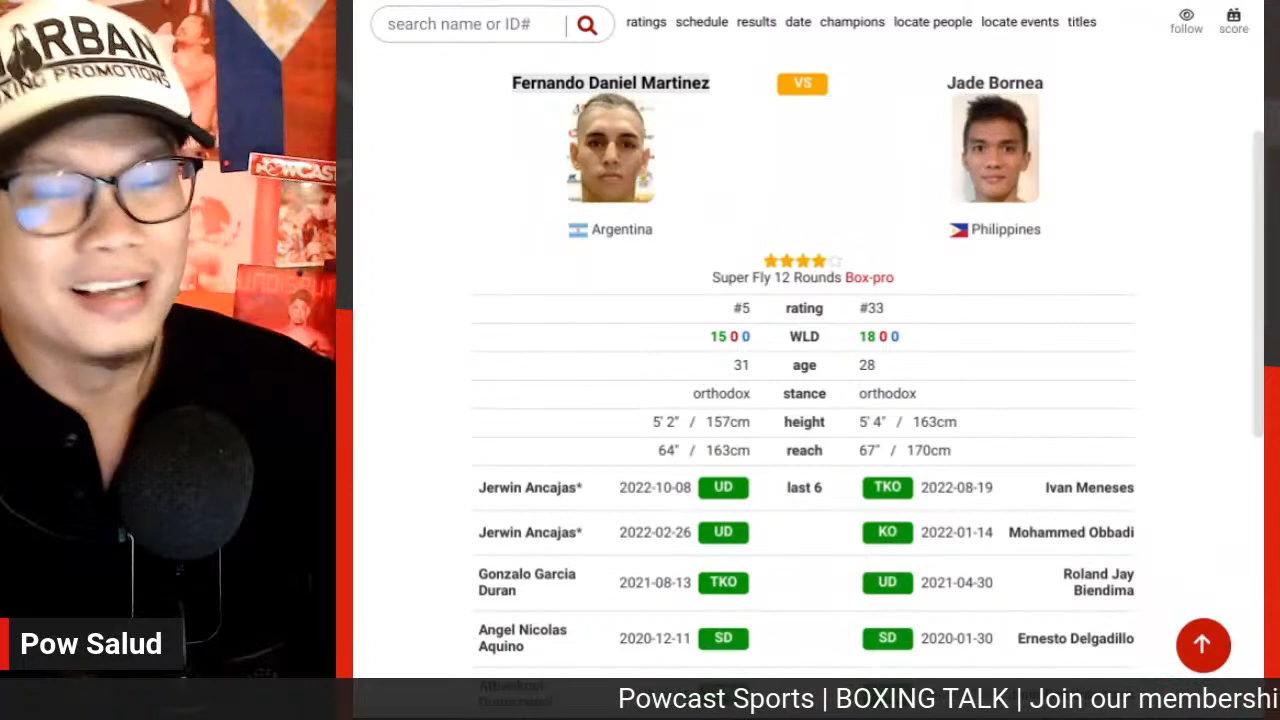 URBAN
XING PROMOTIONS
POWCAS
search name or ID#
ratings schedule results date champions locate people locate events titles
follow score
Fernando Daniel Martinez VS Jade Bornea
Argentina Philippines
Super Fly 12 Rounds Box-pro
#5 rating #33
15 0 0 WLD 18 0 0
31 age 28
orthodox stance orthodox
5' 2" / 157cm height 5' 4" / 163cm
64" / 163cm reach 67" / 170cm
Jerwin Ancajas* 2022-10-08 UD last 6 TKO 2022-08-19 Ivan Meneses
Jerwin Ancajas* 2022-02-26 UD KO 2022-01-14 Mohammed Obbadi
Gonzalo Garcia Duran 2021-08-13 TKO UD 2021-04-30 Roland Jay Biendima
Angel Nicolas Aquino 2020-12-11 SD SD 2020-01-30 Ernesto Delgadillo
Pow Salud
Powcast Sports | BOXING TALK | Join our membershi